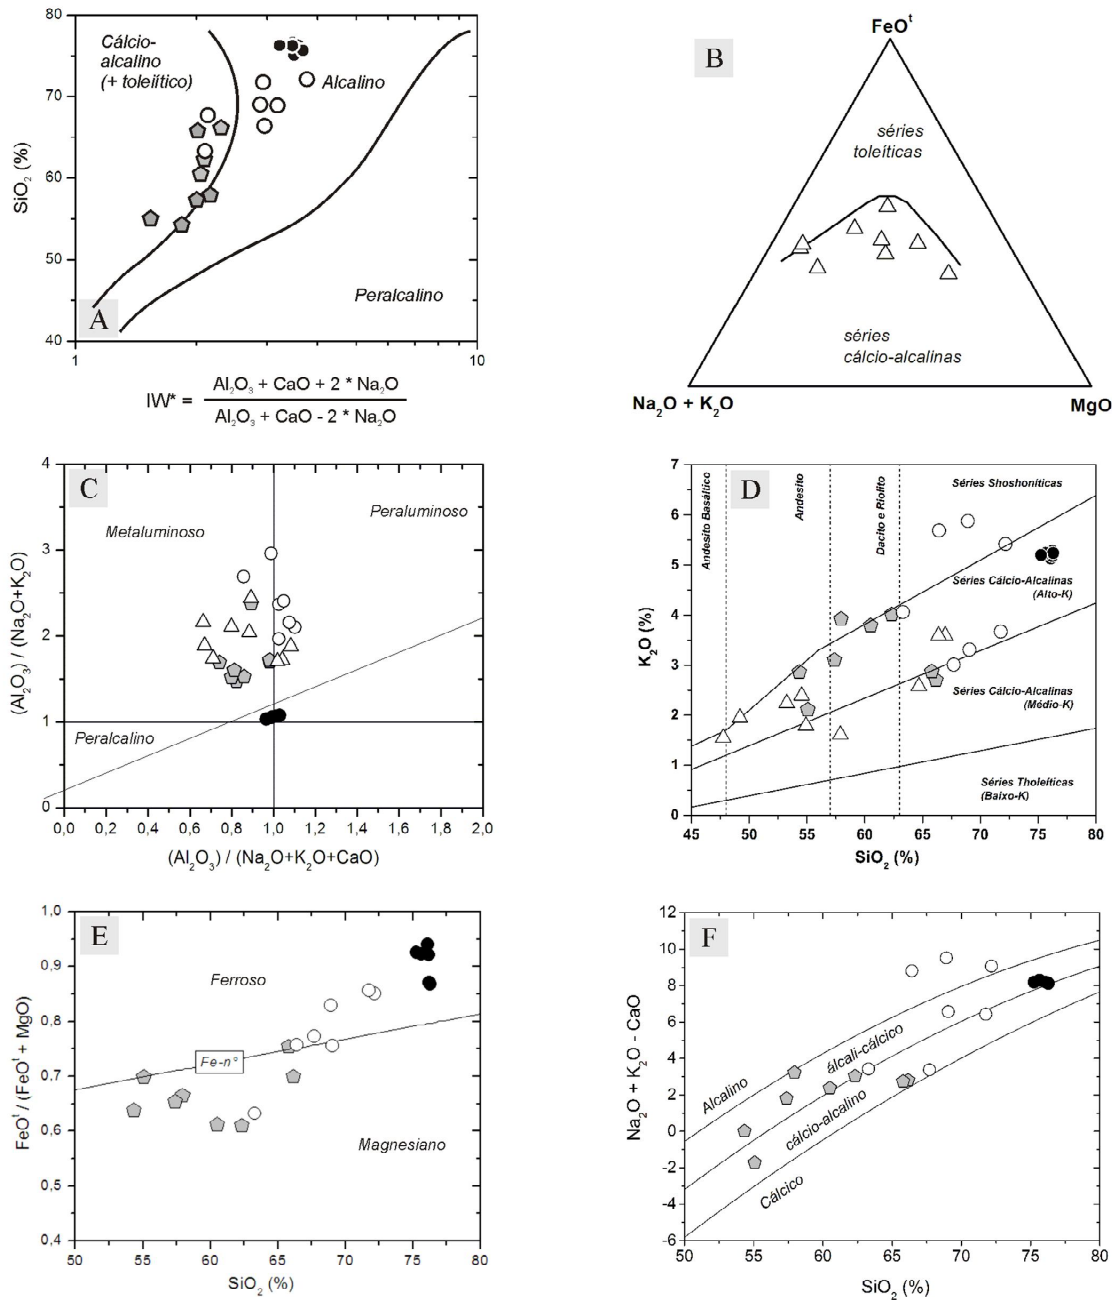 80
70
60
50
40
SiO₂ (%)
Cálcio-
alcalino
(+ toleiítico)
Alcalino
Peralcalino
A
1
10
IW* = Al₂O₃ + CaO + 2 * Na₂O
Al₂O₃ + CaO - 2 * Na₂O
B
FeOᵗ
séries
toleíticas
séries
cálcio-alcalinas
Na₂O + K₂O
MgO
C
4
3
2
1
0
(Al₂O₃) / (Na₂O+K₂O)
Metaluminoso
Peraluminoso
Peralcalino
0,0 0,2 0,4 0,6 0,8 1,0 1,2 1,4 1,6 1,8 2,0
(Al₂O₃) / (Na₂O+K₂O+CaO)
D
7
6
5
4
3
2
1
0
K₂O (%)
Andesito Basáltico
Andesito
Dacito e Riolito
Séries Shoshoníticas
Séries Cálcio-Alcalinas
(Alto-K)
Séries Cálcio-Alcalinas
(Médio-K)
Séries Tholeíticas
(Baixo-K)
45 50 55 60 65 70 75 80
SiO₂ (%)
E
1,0
0,9
0,8
0,7
0,6
0,5
0,4
FeOᵗ / (FeOᵗ + MgO)
Ferroso
Fe-n°
Magnesiano
50 55 60 65 70 75 80
SiO₂ (%)
F
12
10
8
6
4
2
0
-2
-4
-6
Na₂O + K₂O - CaO
Alcalino
álcali-cálcico
cálcio-alcalino
Cálcico
50 55 60 65 70 75 80
SiO₂ (%)